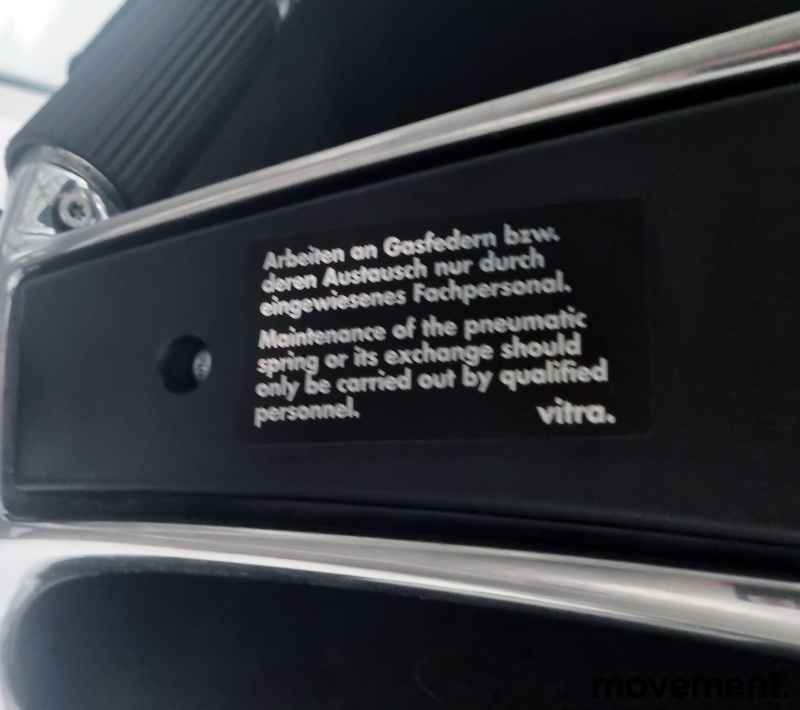 Arbeiten an Gasfedern bzw.
deren Austausch nur durch
eingewiesenes Fachpersonal.
Maintenance of the pneumatic
spring or its exchange should
only be carried out by qualified
personnel. vitra.
movement.